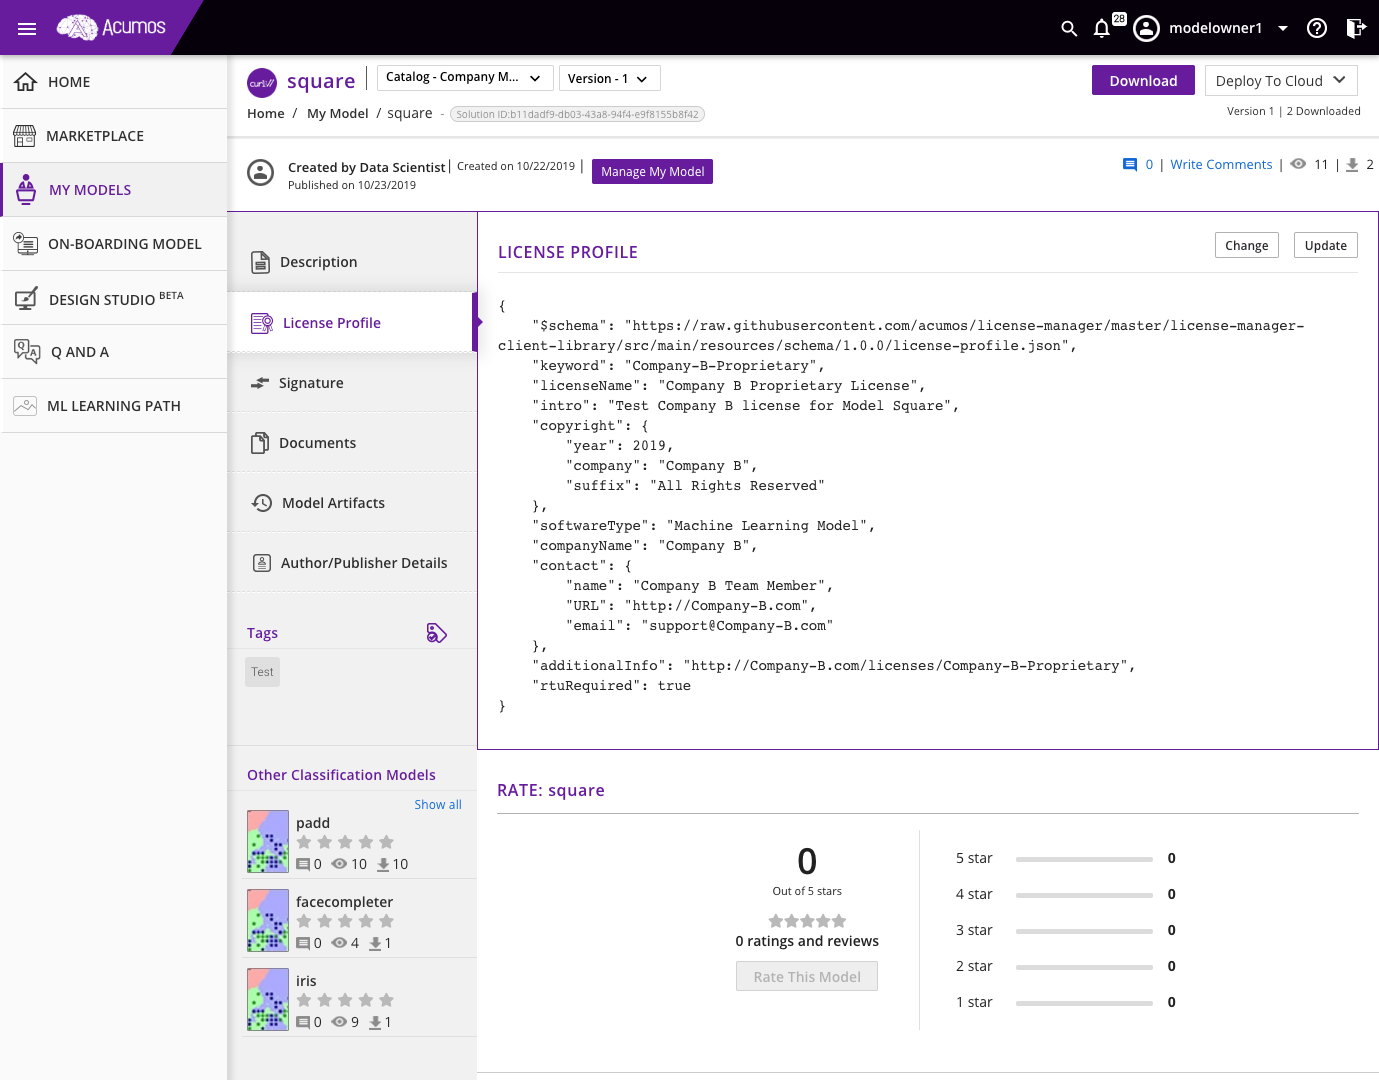 Acumos
28
modelowner1
HOME
MARKETPLACE
MY MODELS
ON-BOARDING MODEL
DESIGN STUDIO BETA
Q AND A
ML LEARNING PATH
curl://
square
Catalog - Company M...
Version - 1
Download
Deploy To Cloud
Home / My Model / square - Solution ID:b11dadf9-db03-43a8-94f4-e9f8155b8f42
Version 1 | 2 Downloaded
Created by Data Scientist | Created on 10/22/2019 |
Published on 10/23/2019
Manage My Model
0 | Write Comments | 11 | 2
Description
License Profile
Signature
Documents
Model Artifacts
Author/Publisher Details
Tags
Test
Other Classification Models
Show all
padd
0 10 10
facecompleter
0 4 1
iris
0 9 1
LICENSE PROFILE
Change
Update
{
"$schema": "https://raw.githubusercontent.com/acumos/license-manager/master/license-manager-
client-library/src/main/resources/schema/1.0.0/license-profile.json",
"keyword": "Company-B-Proprietary",
"licenseName": "Company B Proprietary License",
"intro": "Test Company B license for Model Square",
"copyright": {
"year": 2019,
"company": "Company B",
"suffix": "All Rights Reserved"
},
"softwareType": "Machine Learning Model",
"companyName": "Company B",
"contact": {
"name": "Company B Team Member",
"URL": "http://Company-B.com",
"email": "support@Company-B.com"
},
"additionalInfo": "http://Company-B.com/licenses/Company-B-Proprietary",
"rtuRequired": true
}
RATE: square
0
Out of 5 stars
0 ratings and reviews
Rate This Model
5 star 0
4 star 0
3 star 0
2 star 0
1 star 0